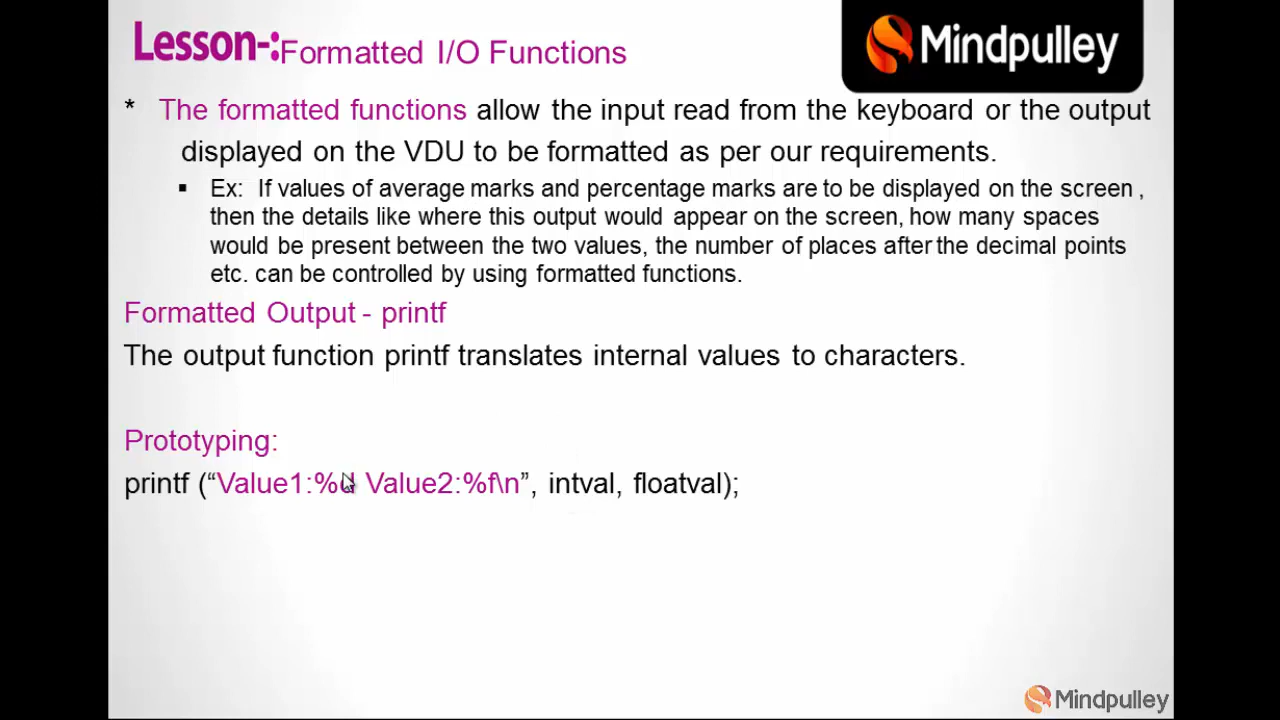 Lesson-:Formatted I/O Functions
Mindpulley
* The formatted functions allow the input read from the keyboard or the output
displayed on the VDU to be formatted as per our requirements.
▪ Ex: If values of average marks and percentage marks are to be displayed on the screen ,
then the details like where this output would appear on the screen, how many spaces
would be present between the two values, the number of places after the decimal points
etc. can be controlled by using formatted functions.
Formatted Output - printf
The output function printf translates internal values to characters.
Prototyping:
printf (“Value1:%d Value2:%f\n”, intval, floatval);
Mindpulley